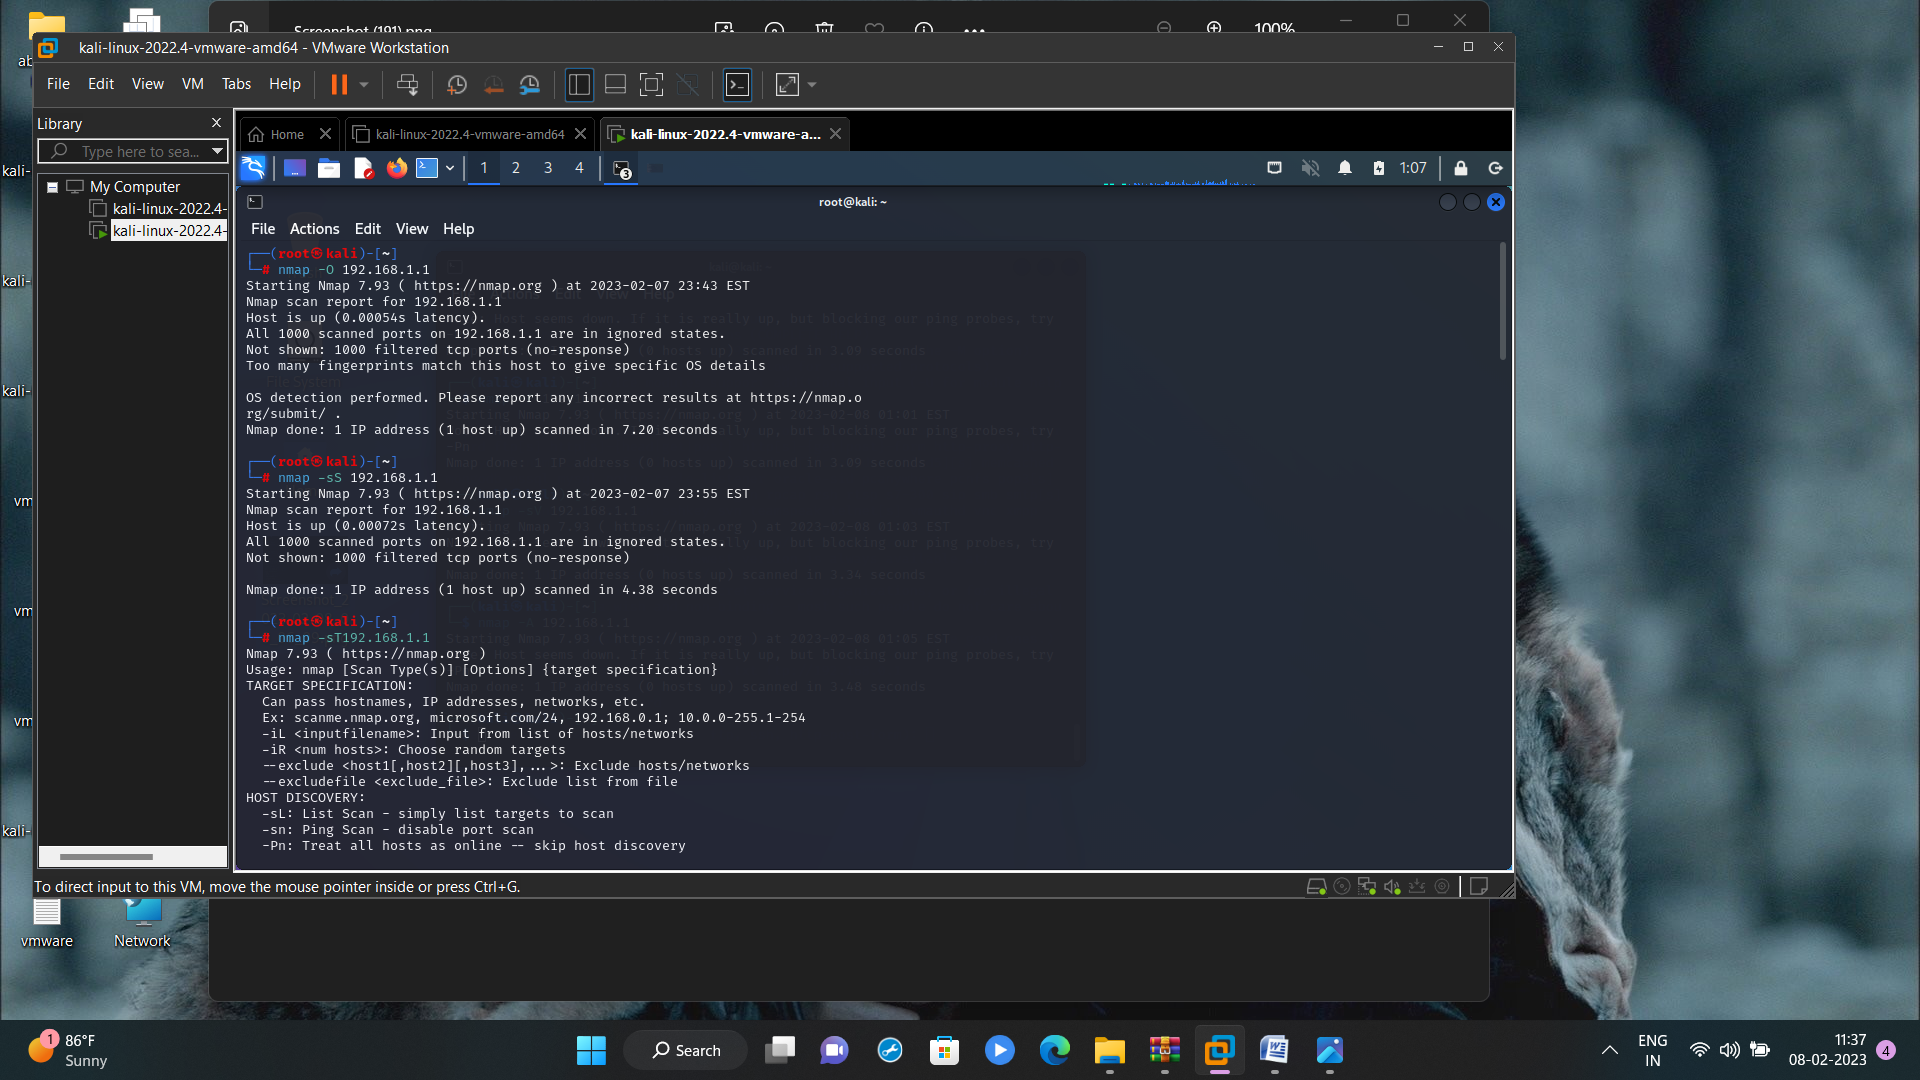 Screenshot (191).png
100%
kali-linux-2022.4-vmware-amd64 - VMware Workstation
File Edit View VM Tabs Help
Library
Type here to sea...
My Computer
kali-linux-2022.4-
kali-linux-2022.4-
Home
kali-linux-2022.4-vmware-amd64
kali-linux-2022.4-vmware-a...
1 2 3 4
3
1:07
root@kali: ~
File Actions Edit View Help
┌──(root㉿kali)-[~]
└─# nmap -O 192.168.1.1
Starting Nmap 7.93 ( https://nmap.org ) at 2023-02-07 23:43 EST
Nmap scan report for 192.168.1.1
Host is up (0.00054s latency).
All 1000 scanned ports on 192.168.1.1 are in ignored states.
Not shown: 1000 filtered tcp ports (no-response)
Too many fingerprints match this host to give specific OS details
OS detection performed. Please report any incorrect results at https://nmap.o
rg/submit/ .
Nmap done: 1 IP address (1 host up) scanned in 7.20 seconds
┌──(root㉿kali)-[~]
└─# nmap -sS 192.168.1.1
Starting Nmap 7.93 ( https://nmap.org ) at 2023-02-07 23:55 EST
Nmap scan report for 192.168.1.1
Host is up (0.00072s latency).
All 1000 scanned ports on 192.168.1.1 are in ignored states.
Not shown: 1000 filtered tcp ports (no-response)
Nmap done: 1 IP address (1 host up) scanned in 4.38 seconds
┌──(root㉿kali)-[~]
└─# nmap -sT192.168.1.1
Nmap 7.93 ( https://nmap.org )
Usage: nmap [Scan Type(s)] [Options] {target specification}
TARGET SPECIFICATION:
Can pass hostnames, IP addresses, networks, etc.
Ex: scanme.nmap.org, microsoft.com/24, 192.168.0.1; 10.0.0-255.1-254
-iL <inputfilename>: Input from list of hosts/networks
-iR <num hosts>: Choose random targets
--exclude <host1[,host2][,host3],...>: Exclude hosts/networks
--excludefile <exclude_file>: Exclude list from file
HOST DISCOVERY:
-sL: List Scan - simply list targets to scan
-sn: Ping Scan - disable port scan
-Pn: Treat all hosts as online -- skip host discovery
To direct input to this VM, move the mouse pointer inside or press Ctrl+G.
ab
kali-
kali-
kali-
vm
vm
vm
kali-
vmware
Network
1
86°F
Sunny
Search
ENG
IN
11:37
08-02-2023
4